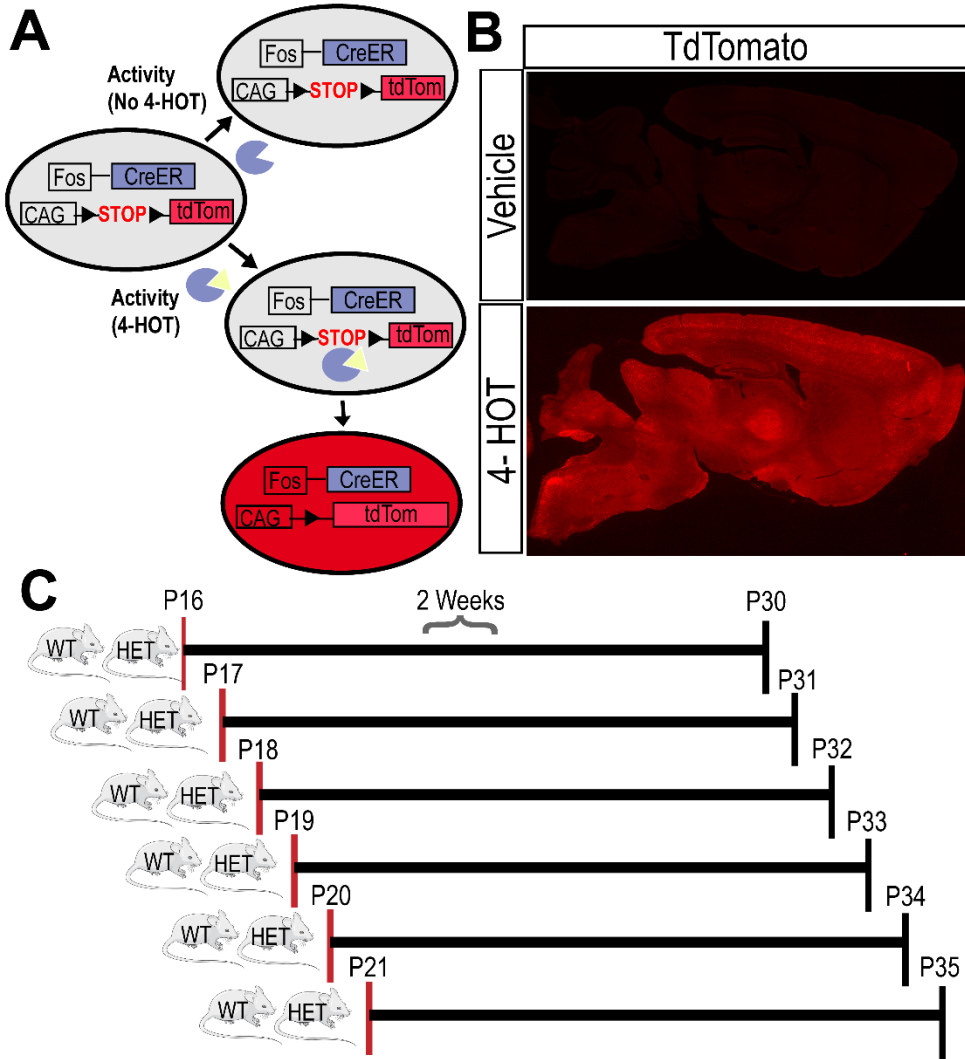 A
Fos CreER
CAG STOP tdTom
Activity
(No 4-HOT)
Fos CreER
CAG STOP tdTom
Activity
(4-HOT)
Fos CreER
CAG STOP tdTom
Fos CreER
CAG tdTom
B
TdTomato
Vehicle
4- HOT
C
P16 2 Weeks P30
WT HET
P17 P31
WT HET
P18 P32
WT HET
P19 P33
WT HET
P20 P34
WT HET
P21 P35
WT HET